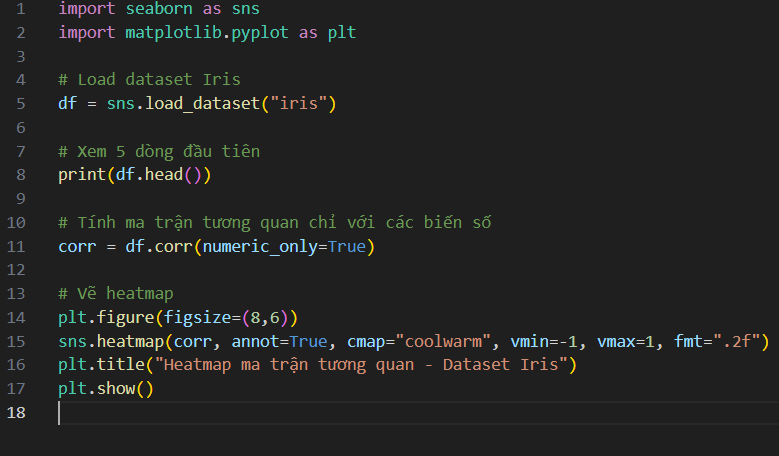 1 import seaborn as sns
2 import matplotlib.pyplot as plt
3
4 # Load dataset Iris
5 df = sns.load_dataset("iris")
6
7 # Xem 5 dòng đầu tiên
8 print(df.head())
9
10 # Tính ma trận tương quan chỉ với các biến số
11 corr = df.corr(numeric_only=True)
12
13 # Vẽ heatmap
14 plt.figure(figsize=(8,6))
15 sns.heatmap(corr, annot=True, cmap="coolwarm", vmin=-1, vmax=1, fmt=".2f")
16 plt.title("Heatmap ma trận tương quan - Dataset Iris")
17 plt.show()
18